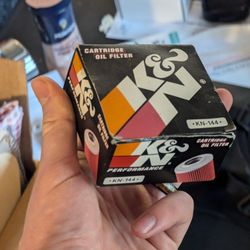 CARTRIDGE
OIL FILTER
K&N
KN-144
K&N
PERFORMANCE
KN-144